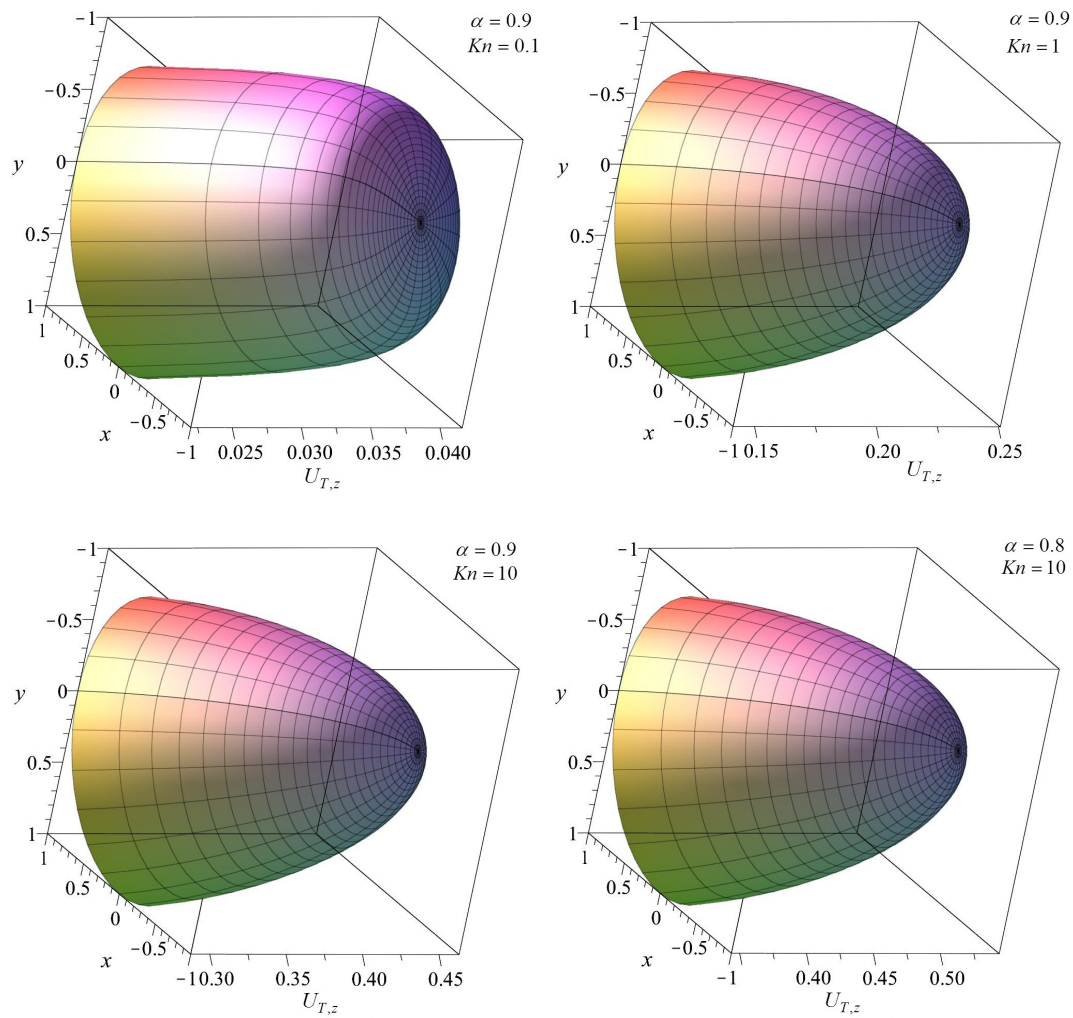 α = 0.9
Kn = 0.1
−1
−0.5
0
0.5
1
y
1
0.5
0
−0.5
−1
x
0.025 0.030 0.035 0.040
U_{T,z}
α = 0.9
Kn = 1
−1
−0.5
0
0.5
1
y
1
0.5
0
−0.5
−1
x
0.15 0.20 0.25
U_{T,z}
α = 0.9
Kn = 10
−1
−0.5
0
0.5
1
y
1
0.5
0
−0.5
−1
x
0.30 0.35 0.40 0.45
U_{T,z}
α = 0.8
Kn = 10
−1
−0.5
0
0.5
1
y
1
0.5
0
−0.5
−1
x
0.40 0.45 0.50
U_{T,z}